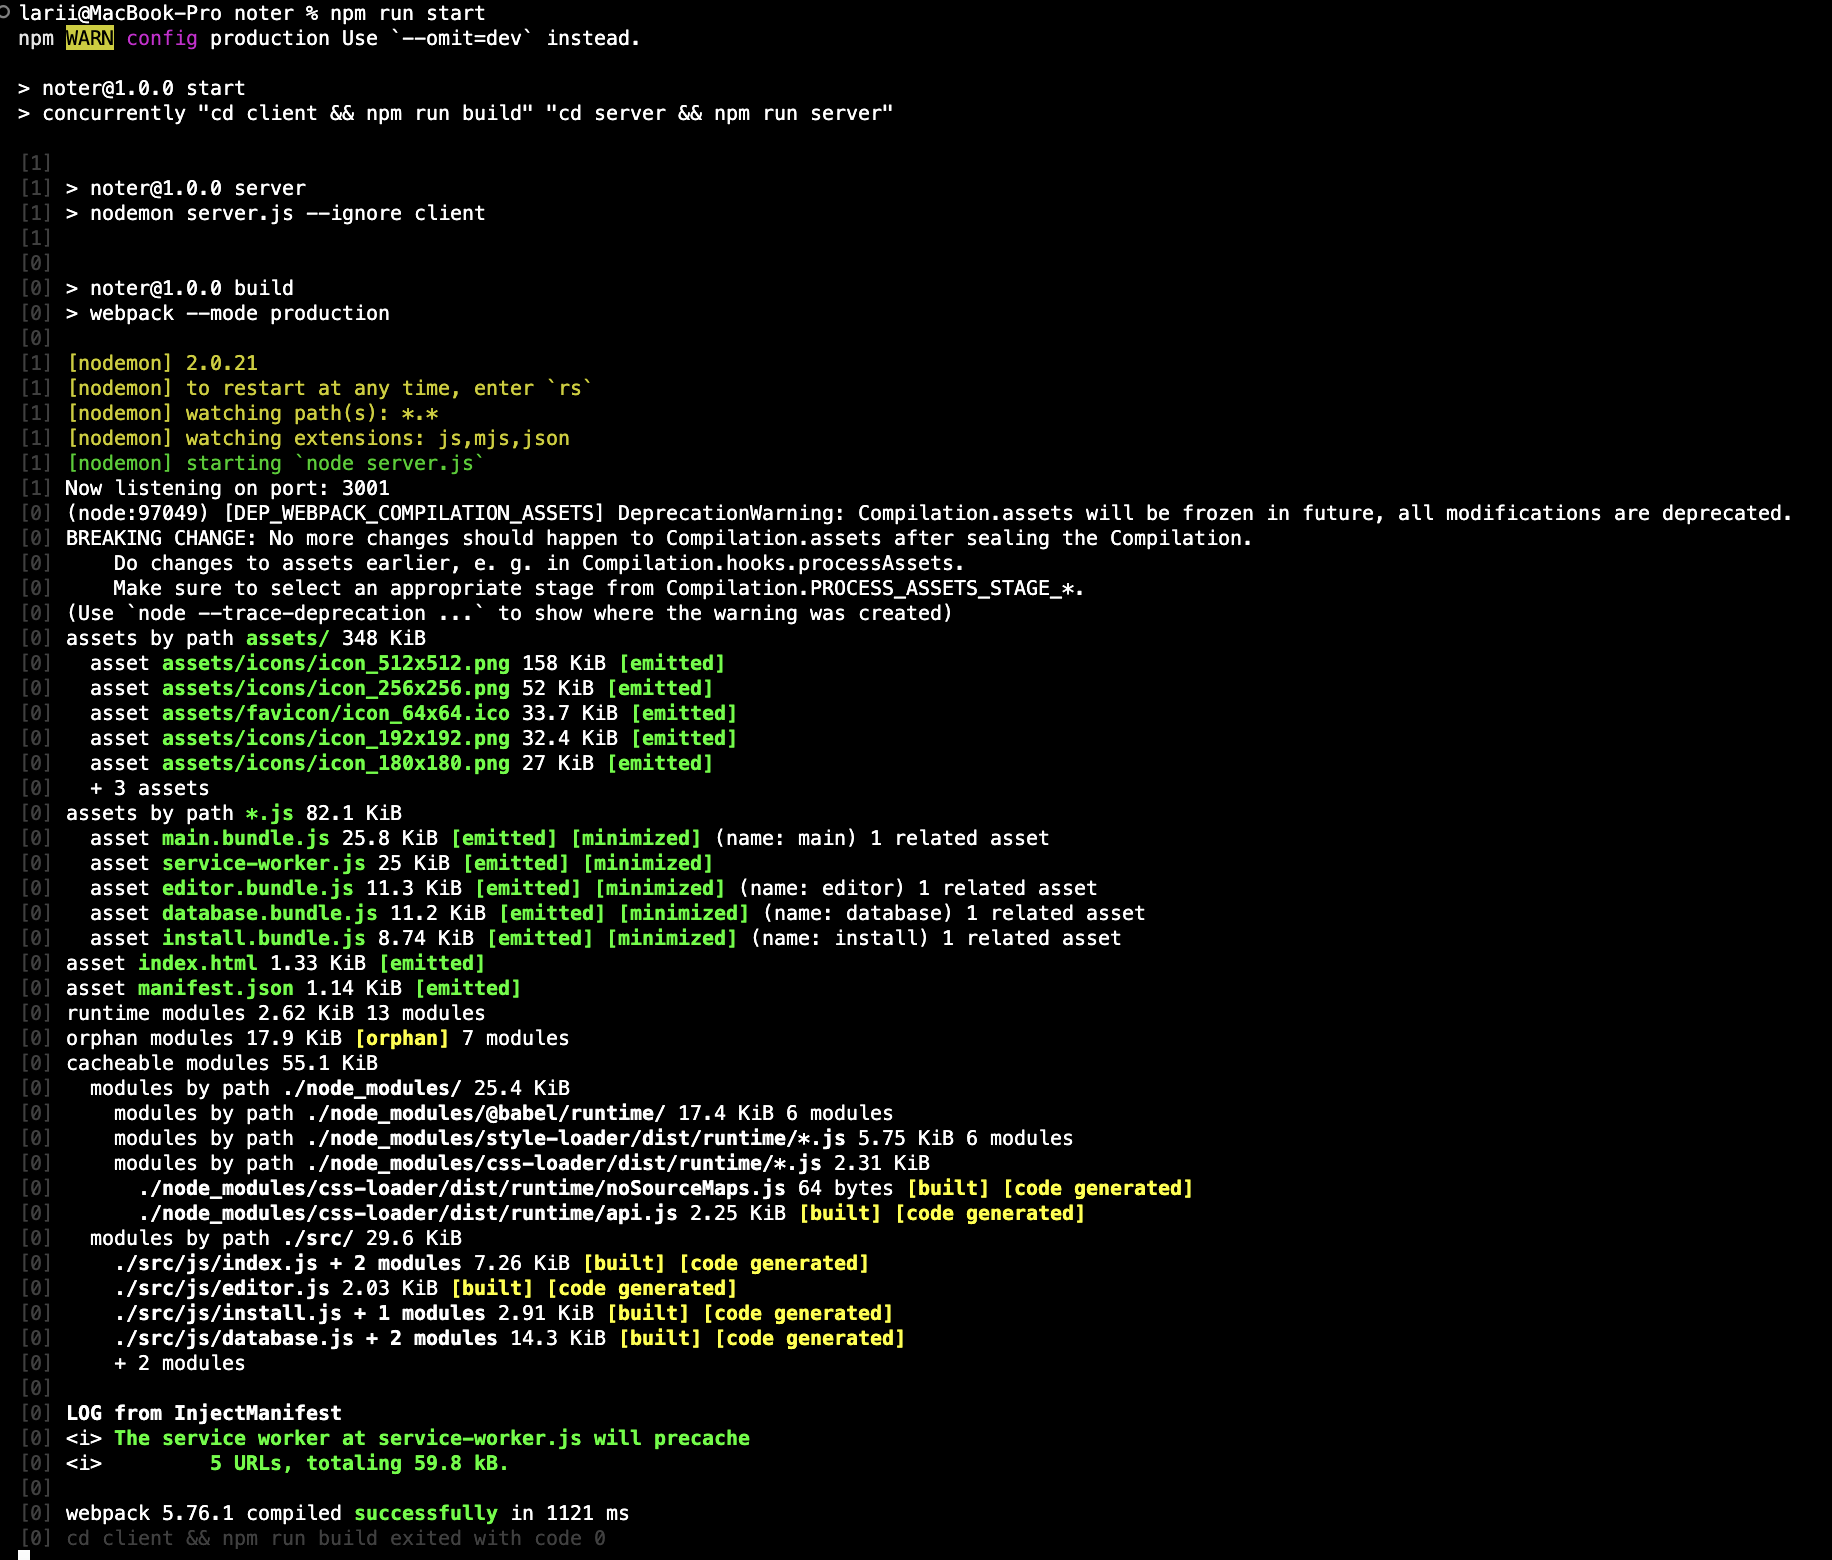 larii@MacBook-Pro noter % npm run start
npm WARN config production Use `--omit=dev` instead.
> noter@1.0.0 start
> concurrently "cd client && npm run build" "cd server && npm run server"
[1]
[1] > noter@1.0.0 server
[1] > nodemon server.js --ignore client
[1]
[0]
[0] > noter@1.0.0 build
[0] > webpack --mode production
[0]
[1] [nodemon] 2.0.21
[1] [nodemon] to restart at any time, enter `rs`
[1] [nodemon] watching path(s): *.*
[1] [nodemon] watching extensions: js,mjs,json
[1] [nodemon] starting `node server.js`
[1] Now listening on port: 3001
[0] (node:97049) [DEP_WEBPACK_COMPILATION_ASSETS] DeprecationWarning: Compilation.assets will be frozen in future, all modifications are deprecated.
[0] BREAKING CHANGE: No more changes should happen to Compilation.assets after sealing the Compilation.
[0]     Do changes to assets earlier, e. g. in Compilation.hooks.processAssets.
[0]     Make sure to select an appropriate stage from Compilation.PROCESS_ASSETS_STAGE_*.
[0] (Use `node --trace-deprecation ...` to show where the warning was created)
[0] assets by path assets/ 348 KiB
[0]   asset assets/icons/icon_512x512.png 158 KiB [emitted]
[0]   asset assets/icons/icon_256x256.png 52 KiB [emitted]
[0]   asset assets/favicon/icon_64x64.ico 33.7 KiB [emitted]
[0]   asset assets/icons/icon_192x192.png 32.4 KiB [emitted]
[0]   asset assets/icons/icon_180x180.png 27 KiB [emitted]
[0]   + 3 assets
[0] assets by path *.js 82.1 KiB
[0]   asset main.bundle.js 25.8 KiB [emitted] [minimized] (name: main) 1 related asset
[0]   asset service-worker.js 25 KiB [emitted] [minimized]
[0]   asset editor.bundle.js 11.3 KiB [emitted] [minimized] (name: editor) 1 related asset
[0]   asset database.bundle.js 11.2 KiB [emitted] [minimized] (name: database) 1 related asset
[0]   asset install.bundle.js 8.74 KiB [emitted] [minimized] (name: install) 1 related asset
[0] asset index.html 1.33 KiB [emitted]
[0] asset manifest.json 1.14 KiB [emitted]
[0] runtime modules 2.62 KiB 13 modules
[0] orphan modules 17.9 KiB [orphan] 7 modules
[0] cacheable modules 55.1 KiB
[0]   modules by path ./node_modules/ 25.4 KiB
[0]     modules by path ./node_modules/@babel/runtime/ 17.4 KiB 6 modules
[0]     modules by path ./node_modules/style-loader/dist/runtime/*.js 5.75 KiB 6 modules
[0]     modules by path ./node_modules/css-loader/dist/runtime/*.js 2.31 KiB
[0]       ./node_modules/css-loader/dist/runtime/noSourceMaps.js 64 bytes [built] [code generated]
[0]       ./node_modules/css-loader/dist/runtime/api.js 2.25 KiB [built] [code generated]
[0]   modules by path ./src/ 29.6 KiB
[0]     ./src/js/index.js + 2 modules 7.26 KiB [built] [code generated]
[0]     ./src/js/editor.js 2.03 KiB [built] [code generated]
[0]     ./src/js/install.js + 1 modules 2.91 KiB [built] [code generated]
[0]     ./src/js/database.js + 2 modules 14.3 KiB [built] [code generated]
[0]     + 2 modules
[0]
[0] LOG from InjectManifest
[0] <i> The service worker at service-worker.js will precache
[0] <i>         5 URLs, totaling 59.8 kB.
[0]
[0] webpack 5.76.1 compiled successfully in 1121 ms
[0] cd client && npm run build exited with code 0